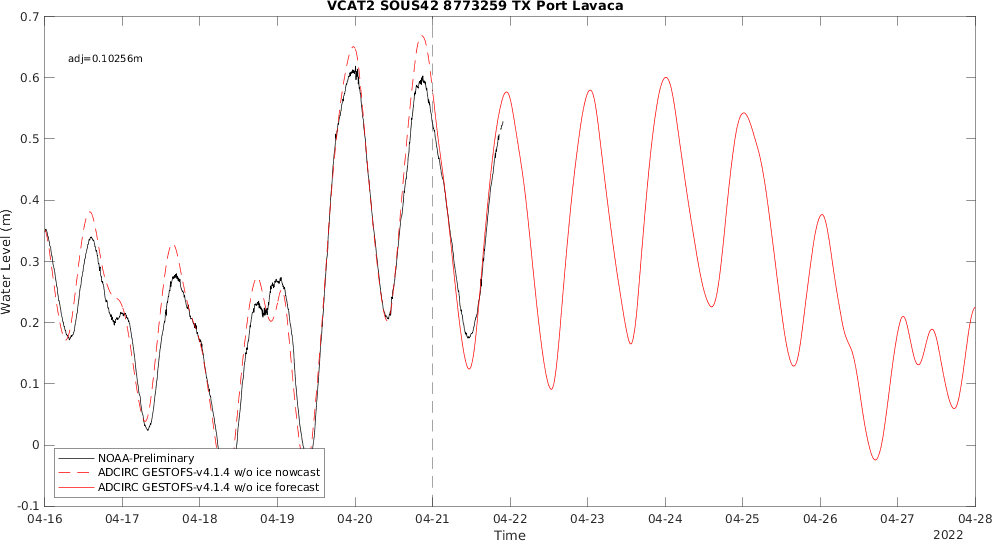 VCAT2 SOUS42 8773259 TX Port Lavaca
0.7
adj=0.10256m
0.6
0.5
0.4
0.3
0.2
0.1
0
-0.1
Water Level (m)
NOAA-Preliminary
ADCIRC GESTOFS-v4.1.4 w/o ice nowcast
ADCIRC GESTOFS-v4.1.4 w/o ice forecast
04-16 04-17 04-18 04-19 04-20 04-21 04-22 04-23 04-24 04-25 04-26 04-27 04-28
Time
2022